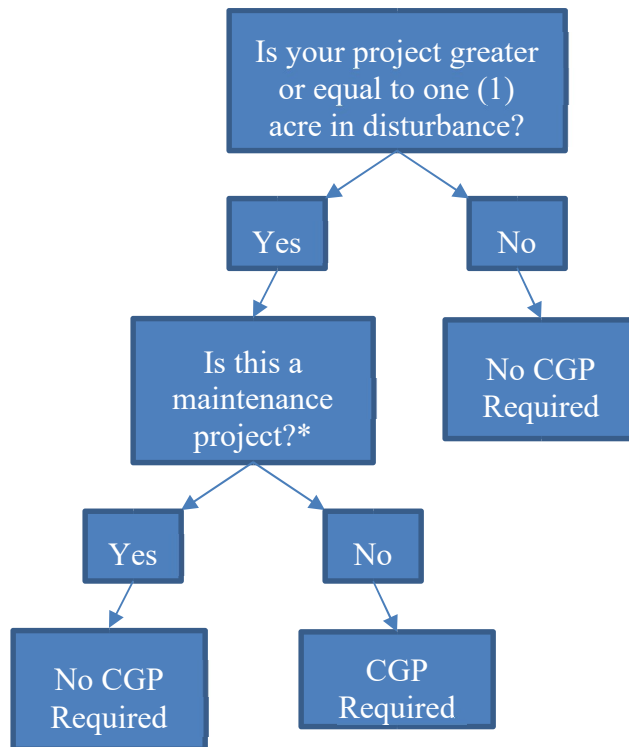 Is your project greater
or equal to one (1)
acre in disturbance?
Yes
No
Is this a
maintenance
project?*
No CGP
Required
Yes
No
No CGP
Required
CGP
Required